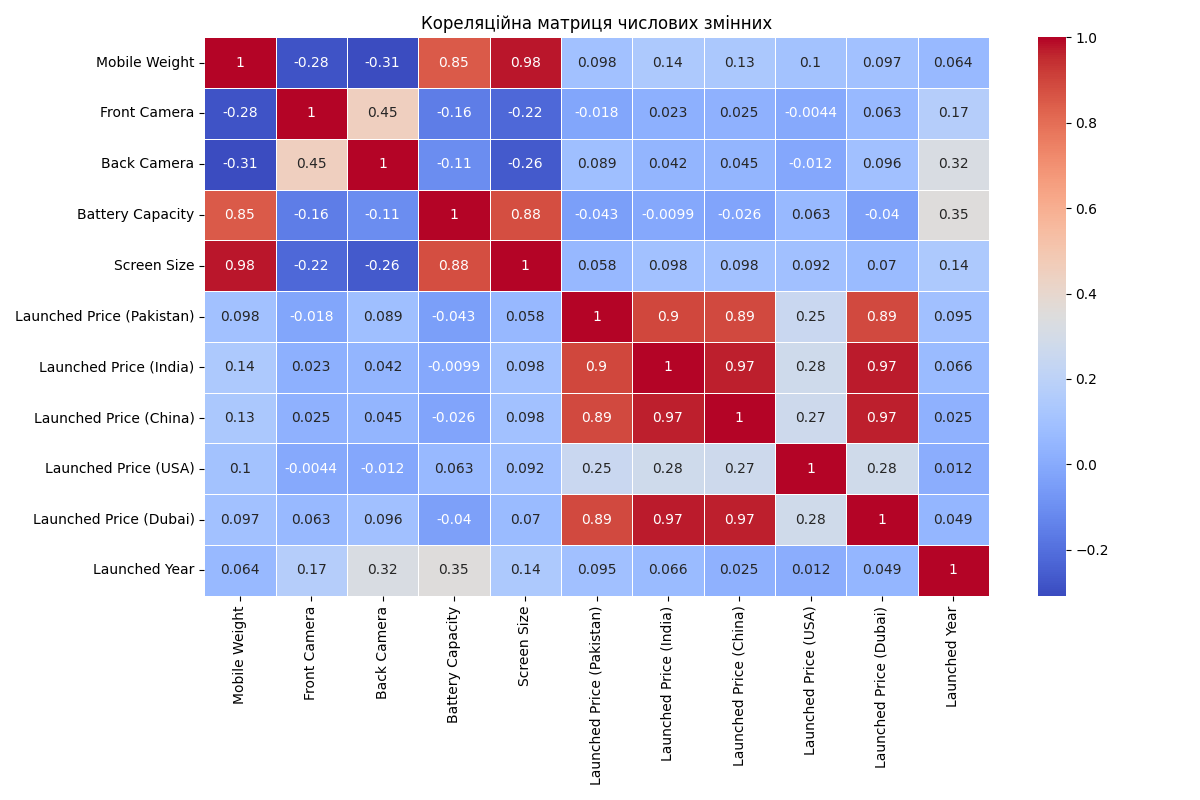 Кореляційна матриця числових змінних
Mobile Weight 1 -0.28 -0.31 0.85 0.98 0.098 0.14 0.13 0.1 0.097 0.064
Front Camera -0.28 1 0.45 -0.16 -0.22 -0.018 0.023 0.025 -0.0044 0.063 0.17
Back Camera -0.31 0.45 1 -0.11 -0.26 0.089 0.042 0.045 -0.012 0.096 0.32
Battery Capacity 0.85 -0.16 -0.11 1 0.88 -0.043 -0.0099 -0.026 0.063 -0.04 0.35
Screen Size 0.98 -0.22 -0.26 0.88 1 0.058 0.098 0.098 0.092 0.07 0.14
Launched Price (Pakistan) 0.098 -0.018 0.089 -0.043 0.058 1 0.9 0.89 0.25 0.89 0.095
Launched Price (India) 0.14 0.023 0.042 -0.0099 0.098 0.9 1 0.97 0.28 0.97 0.066
Launched Price (China) 0.13 0.025 0.045 -0.026 0.098 0.89 0.97 1 0.27 0.97 0.025
Launched Price (USA) 0.1 -0.0044 -0.012 0.063 0.092 0.25 0.28 0.27 1 0.28 0.012
Launched Price (Dubai) 0.097 0.063 0.096 -0.04 0.07 0.89 0.97 0.97 0.28 1 0.049
Launched Year 0.064 0.17 0.32 0.35 0.14 0.095 0.066 0.025 0.012 0.049 1
Mobile Weight
Front Camera
Back Camera
Battery Capacity
Screen Size
Launched Price (Pakistan)
Launched Price (India)
Launched Price (China)
Launched Price (USA)
Launched Price (Dubai)
Launched Year
1.0
0.8
0.6
0.4
0.2
0.0
−0.2